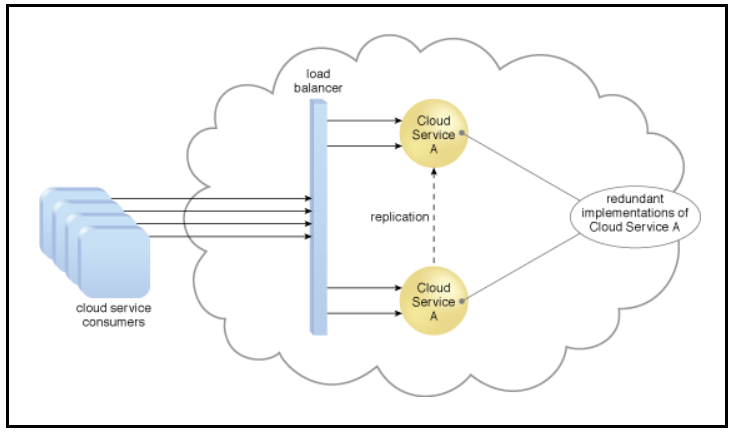 load
balancer
Cloud
Service
A
replication
redundant
implementations of
Cloud Service A
Cloud
Service
A
cloud service
consumers